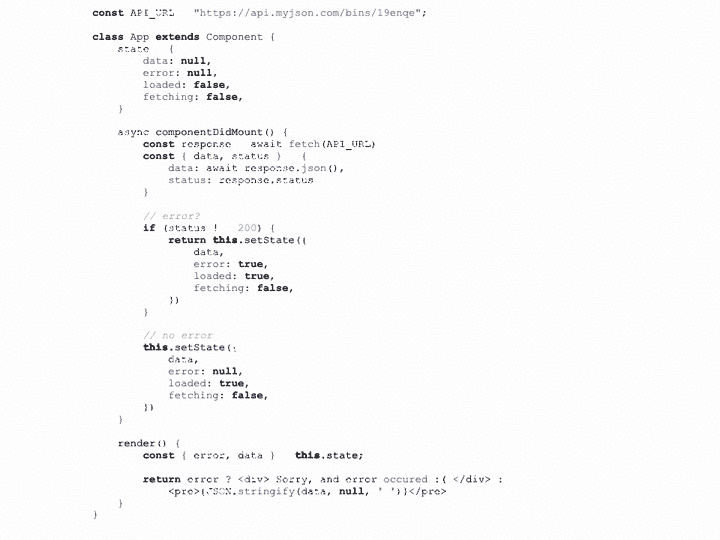 const API_URL "https://api.myjson.com/bins/19enqe";
class App extends Component {
state {
data: null,
error: null,
loaded: false,
fetching: false,
}
async componentDidMount() {
const response await fetch(API_URL)
const { data, status } {
data: await response.json(),
status: response.status
}
// error?
if (status ! 200) {
return this.setState({
data,
error: true,
loaded: true,
fetching: false,
})
}
// no error
this.setState({
data,
error: null,
loaded: true,
fetching: false,
})
}
render() {
const { error, data } this.state;
return error ? <div> Sorry, and error occured :( </div> :
<pre>{JSON.stringify(data, null, ' ')}</pre>
}
}